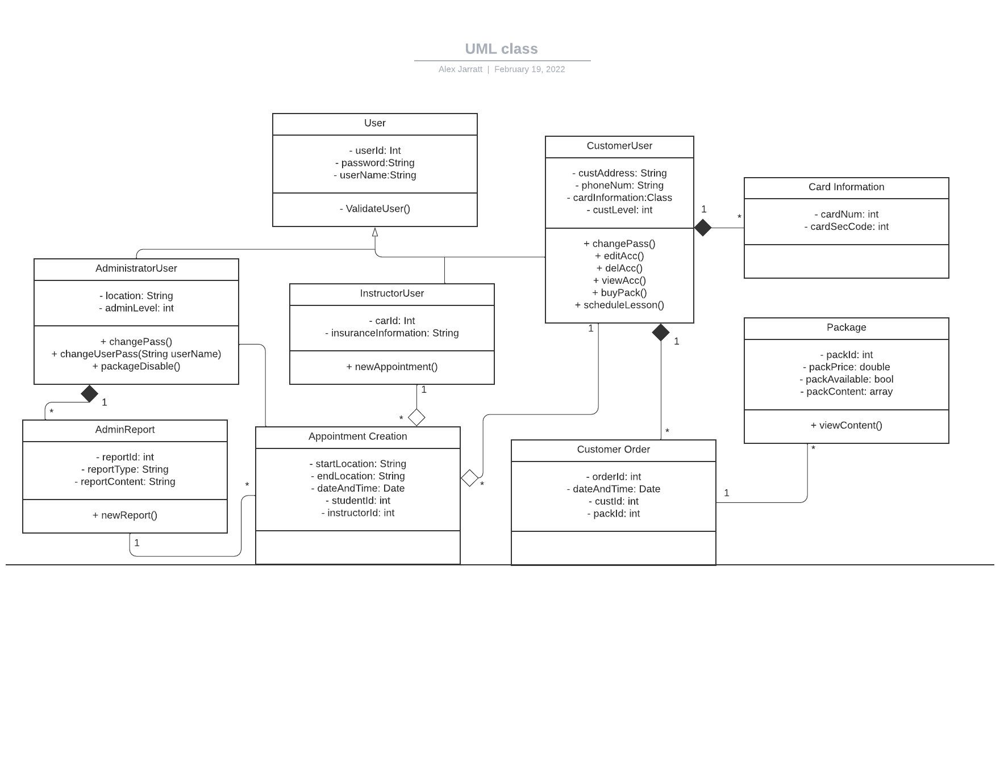 UML class
Alex Jarratt | February 19, 2022
User
- userId: Int
- password:String
- userName:String
- ValidateUser()
CustomerUser
- custAddress: String
- phoneNum: String
- cardInformation:Class
- custLevel: int
+ changePass()
+ editAcc()
+ delAcc()
+ viewAcc()
+ buyPack()
+ scheduleLesson()
1
*
Card Information
- cardNum: int
- cardSecCode: int
AdministratorUser
- location: String
- adminLevel: int
+ changePass()
+ changeUserPass(String userName)
+ packageDisable()
InstructorUser
- carId: Int
- insuranceInformation: String
+ newAppointment()
1
1
Package
- packId: int
- packPrice: double
- packAvailable: bool
- packContent: array
+ viewContent()
1
*
1
*
AdminReport
- reportId: int
- reportType: String
- reportContent: String
+ newReport()
1
*
Appointment Creation
- startLocation: String
- endLocation: String
- dateAndTime: Date
- studentId: int
- instructorId: int
*
*
Customer Order
- orderId: int
- dateAndTime: Date
- custId: int
- packId: int
1
*